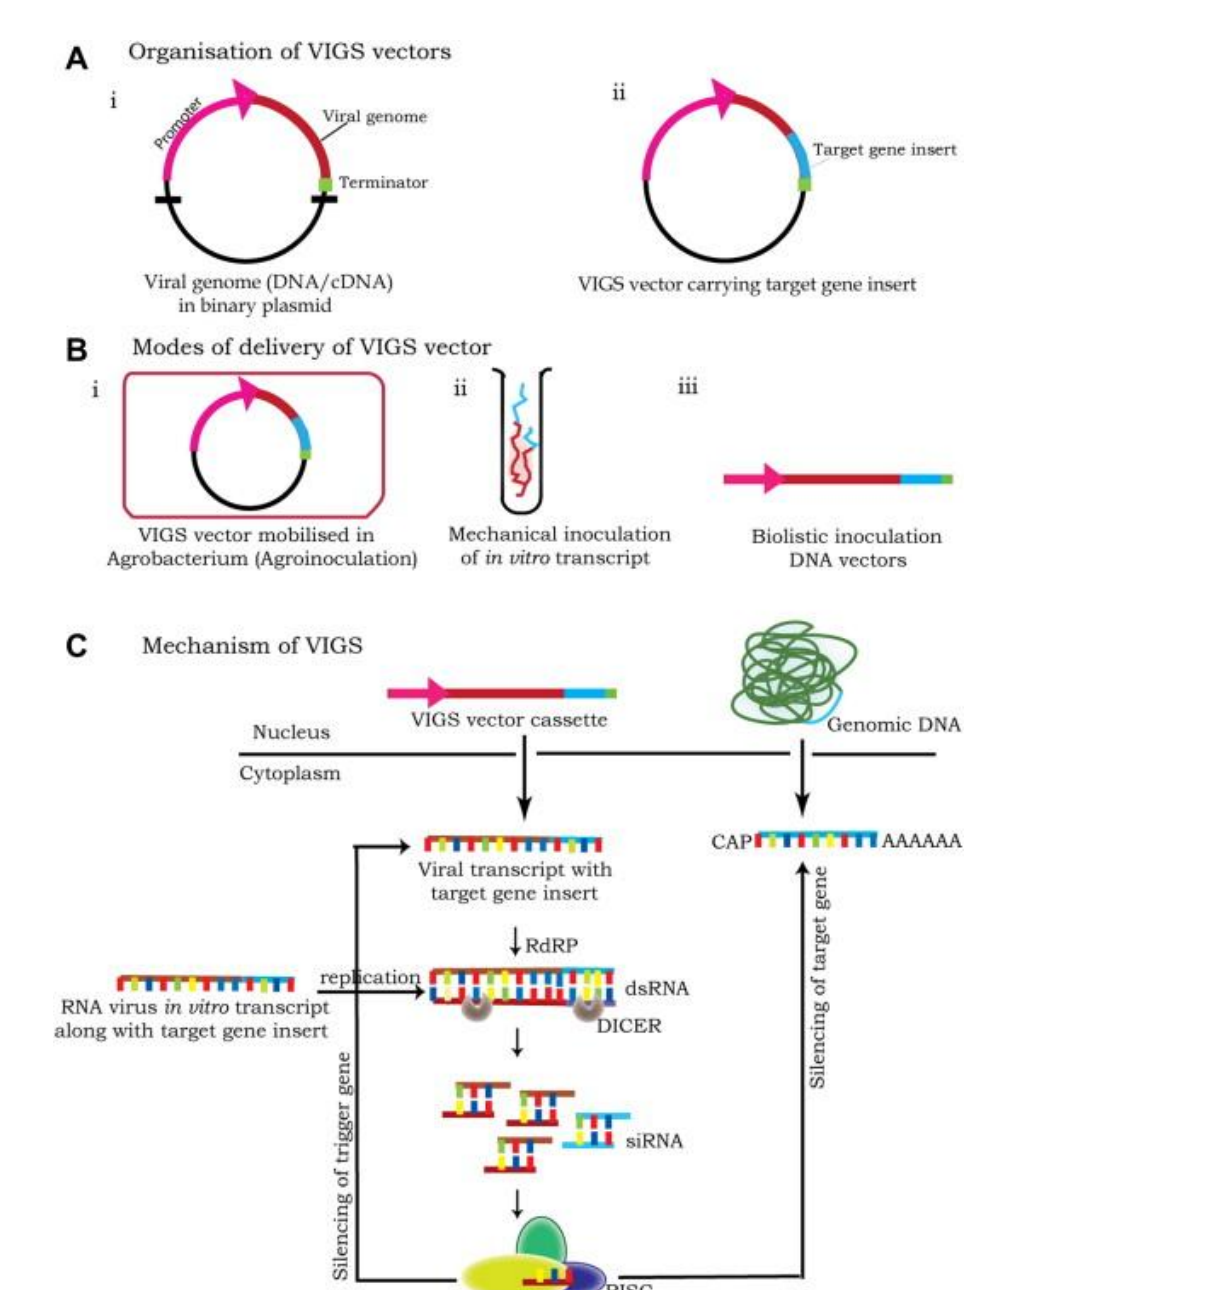 A Organisation of VIGS vectors
i
Promoter
Viral genome
Terminator
Viral genome (DNA/cDNA)
in binary plasmid
ii
Target gene insert
VIGS vector carrying target gene insert
B Modes of delivery of VIGS vector
i
VIGS vector mobilised in
Agrobacterium (Agroinoculation)
ii
Mechanical inoculation
of in vitro transcript
iii
Biolistic inoculation
DNA vectors
C Mechanism of VIGS
VIGS vector cassette
Genomic DNA
Nucleus
Cytoplasm
CAP AAAAAA
Viral transcript with
target gene insert
RdRP
replication
dsRNA
RNA virus in vitro transcript
along with target gene insert
DICER
siRNA
Silencing of trigger gene
Silencing of target gene
RISC